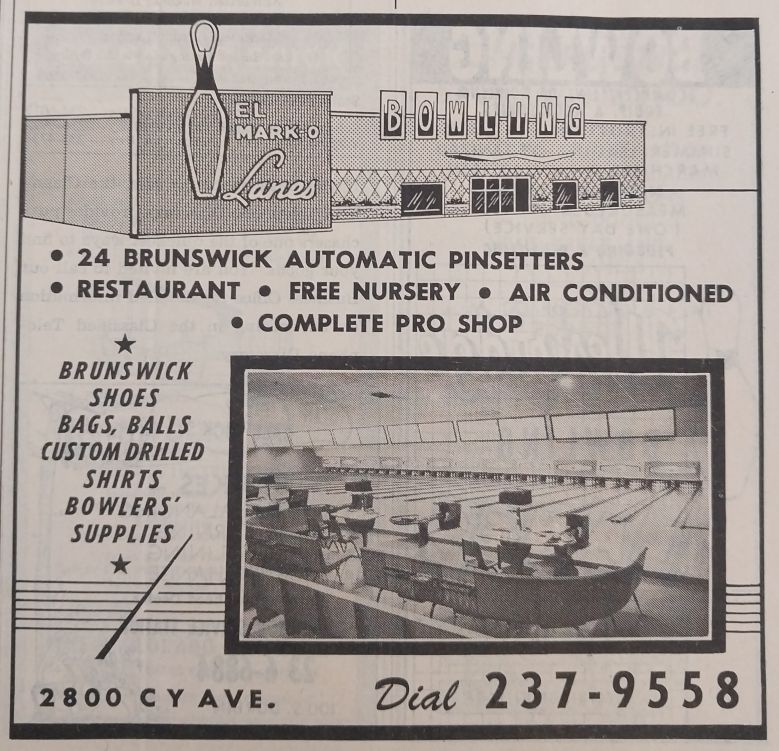 EL
MARK-O
Lanes
BOWLING
• 24 BRUNSWICK AUTOMATIC PINSETTERS
• RESTAURANT • FREE NURSERY • AIR CONDITIONED
• COMPLETE PRO SHOP
★
BRUNSWICK
SHOES
BAGS, BALLS
CUSTOM DRILLED
SHIRTS
BOWLERS'
SUPPLIES
★
2800 CY AVE. Dial 237-9558